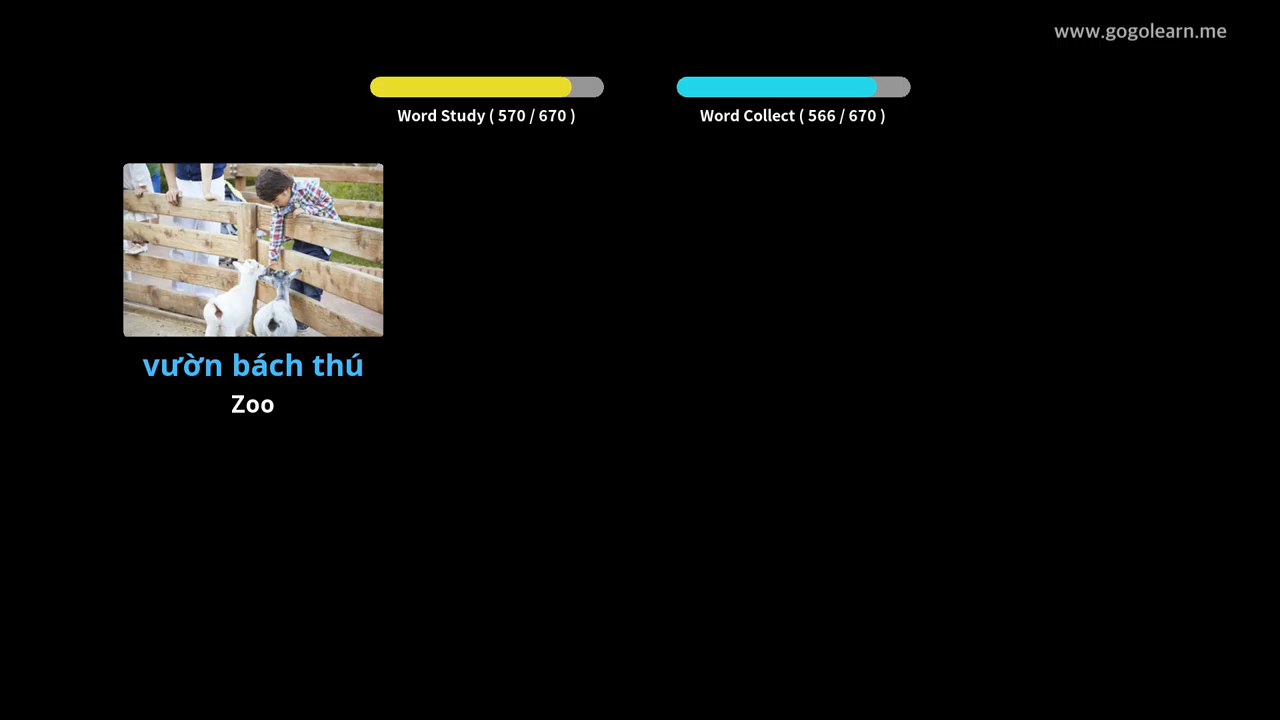 www.gogolearn.me
Word Study ( 570 / 670 )
Word Collect ( 566 / 670 )
vườn bách thú
Zoo